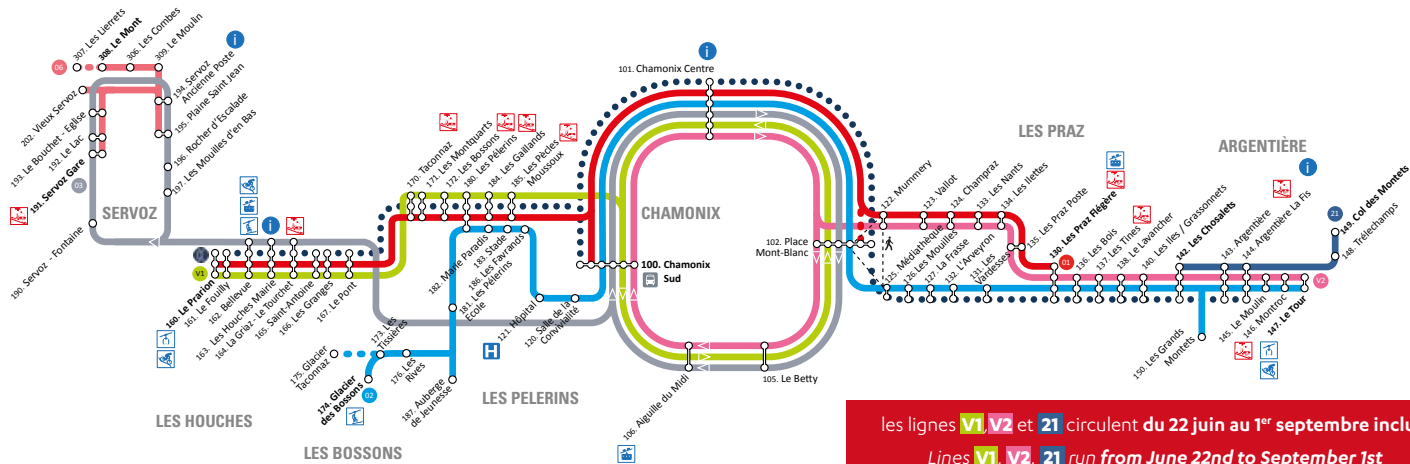 307. Les Lierrets
308. Le Mont
306. Les Combes
309. Le Moulin
06
194. Servoz
Ancienne Poste
i
202. Vieux Servoz
193. Le Bouchet - Eglise
192. Le Lac
191. Servoz Gare
03
195. Plaine Saint Jean
196. Rocher d'Escalade
197. Les Mouilles d'en Bas
SERVOZ
190. Servoz - Fontaine
i
V1
160. Le Prarion
161. Le Fouilly
162. Bellevue
163. Les Houches Mairie
164. La Griaz - Le Tournet
165. Saint-Antoine
166. Les Granges
167. Le Pont
LES HOUCHES
170. Taconnaz
171. Les Montquarts
172. Les Bossons
180. Les Pélerins
184. Les Gaillands
185. Les Pècles
Moussoux
182. Marie Paradis
183. Stade
186. Les Favrands
181. Les Pèlerins
Ecole
121. Hôpital
H
120. Salle de la
Convivialité
173. Les
Tissières
175. Glacier
Taconnaz
174. Glacier
des Bossons
02
176. Les
Rives
187. Auberge
de Jeunesse
LES BOSSONS
LES PELERINS
i
101. Chamonix Centre
CHAMONIX
100. Chamonix
Sud
102. Place
Mont-Blanc
105. Le Betty
106. Aiguille du Midi
LES PRAZ
122. Mummery
123. Vallot
124. Champraz
133. Les Nants
134. Les Ilettes
135. Les Praz Poste
130. Les Praz Flégère
01
125. Médiathèque
126. Les Mouilles
127. La Frasse
132. L'Arveyron
131. Les
Verdesses
136. Les Bois
137. Les Tines
138. Le Lavancher
140. Les Iles / Grassonnets
142. Les Chosalets
ARGENTIÈRE
i
143. Argentière
144. Argentière La Fis
21
149. Col des Montets
148. Trélechamps
V2
145. Le Moulin
146. Montroc
147. Le Tour
150. Les Grands
Montets
les lignes V1, V2 et 21 circulent du 22 juin au 1er septembre inclu
Lines V1, V2, 21 run from June 22nd to September 1st